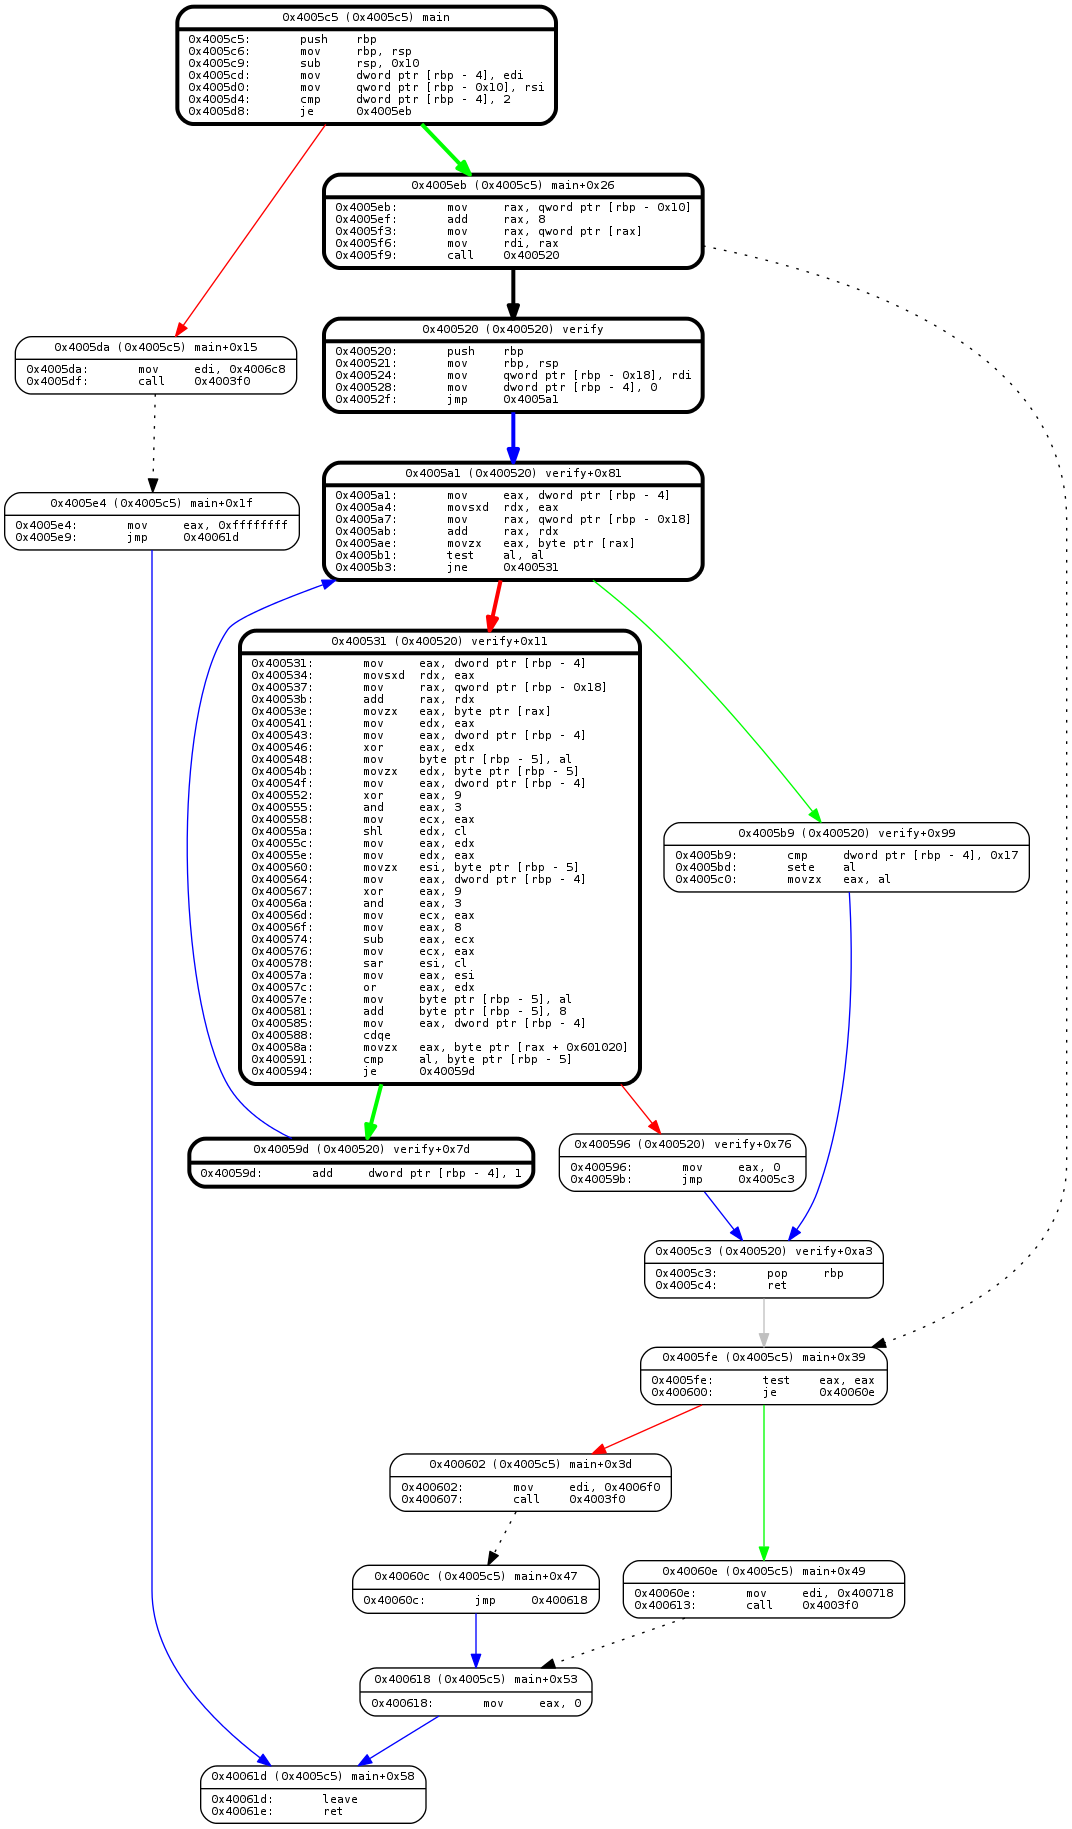 0x4005c5 (0x4005c5) main
0x4005c5: push rbp
0x4005c6: mov rbp, rsp
0x4005c9: sub rsp, 0x10
0x4005cd: mov dword ptr [rbp - 4], edi
0x4005d0: mov qword ptr [rbp - 0x10], rsi
0x4005d4: cmp dword ptr [rbp - 4], 2
0x4005d8: je 0x4005eb
0x4005eb (0x4005c5) main+0x26
0x4005eb: mov rax, qword ptr [rbp - 0x10]
0x4005ef: add rax, 8
0x4005f3: mov rax, qword ptr [rax]
0x4005f6: mov rdi, rax
0x4005f9: call 0x400520
0x400520 (0x400520) verify
0x400520: push rbp
0x400521: mov rbp, rsp
0x400524: mov qword ptr [rbp - 0x18], rdi
0x400528: mov dword ptr [rbp - 4], 0
0x40052f: jmp 0x4005a1
0x4005da (0x4005c5) main+0x15
0x4005da: mov edi, 0x4006c8
0x4005df: call 0x4003f0
0x4005a1 (0x400520) verify+0x81
0x4005a1: mov eax, dword ptr [rbp - 4]
0x4005a4: movsxd rdx, eax
0x4005a7: mov rax, qword ptr [rbp - 0x18]
0x4005ab: add rax, rdx
0x4005ae: movzx eax, byte ptr [rax]
0x4005b1: test al, al
0x4005b3: jne 0x400531
0x4005e4 (0x4005c5) main+0x1f
0x4005e4: mov eax, 0xffffffff
0x4005e9: jmp 0x40061d
0x400531 (0x400520) verify+0x11
0x400531: mov eax, dword ptr [rbp - 4]
0x400534: movsxd rdx, eax
0x400537: mov rax, qword ptr [rbp - 0x18]
0x40053b: add rax, rdx
0x40053e: movzx eax, byte ptr [rax]
0x400541: mov edx, eax
0x400543: mov eax, dword ptr [rbp - 4]
0x400546: xor eax, edx
0x400548: mov byte ptr [rbp - 5], al
0x40054b: movzx edx, byte ptr [rbp - 5]
0x40054f: mov eax, dword ptr [rbp - 4]
0x400552: xor eax, 9
0x400555: and eax, 3
0x400558: mov ecx, eax
0x40055a: shl edx, cl
0x40055c: mov eax, edx
0x40055e: mov edx, eax
0x400560: movzx esi, byte ptr [rbp - 5]
0x400564: mov eax, dword ptr [rbp - 4]
0x400567: xor eax, 9
0x40056a: and eax, 3
0x40056d: mov ecx, eax
0x40056f: mov eax, 8
0x400574: sub eax, ecx
0x400576: mov ecx, eax
0x400578: sar esi, cl
0x40057a: mov eax, esi
0x40057c: or eax, edx
0x40057e: mov byte ptr [rbp - 5], al
0x400581: add byte ptr [rbp - 5], 8
0x400585: mov eax, dword ptr [rbp - 4]
0x400588: cdqe
0x40058a: movzx eax, byte ptr [rax + 0x601020]
0x400591: cmp al, byte ptr [rbp - 5]
0x400594: je 0x40059d
0x4005b9 (0x400520) verify+0x99
0x4005b9: cmp dword ptr [rbp - 4], 0x17
0x4005bd: sete al
0x4005c0: movzx eax, al
0x40059d (0x400520) verify+0x7d
0x40059d: add dword ptr [rbp - 4], 1
0x400596 (0x400520) verify+0x76
0x400596: mov eax, 0
0x40059b: jmp 0x4005c3
0x4005c3 (0x400520) verify+0xa3
0x4005c3: pop rbp
0x4005c4: ret
0x4005fe (0x4005c5) main+0x39
0x4005fe: test eax, eax
0x400600: je 0x40060e
0x400602 (0x4005c5) main+0x3d
0x400602: mov edi, 0x4006f0
0x400607: call 0x4003f0
0x40060c (0x4005c5) main+0x47
0x40060c: jmp 0x400618
0x40060e (0x4005c5) main+0x49
0x40060e: mov edi, 0x400718
0x400613: call 0x4003f0
0x400618 (0x4005c5) main+0x53
0x400618: mov eax, 0
0x40061d (0x4005c5) main+0x58
0x40061d: leave
0x40061e: ret